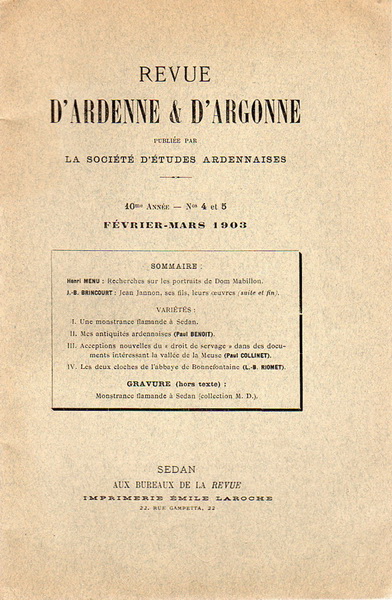 REVUE
D'ARDENNE & D'ARGONNE
PUBLIÉE PAR
LA SOCIÉTÉ D'ÉTUDES ARDENNAISES
10me ANNÉE — Nos 4 et 5
FÉVRIER-MARS 1903
SOMMAIRE :
Henri MENU : Recherches sur les portraits de Dom Mabillon.
J.-B. BRINCOURT : Jean Jannon, ses fils, leurs œuvres (suite et fin).
VARIÉTÉS :
I. Une monstrance flamande à Sedan.
II. Mes antiquités ardennaises (Paul BENOIT).
III. Acceptions nouvelles du « droit de servage » dans des docu-
ments intéressant la vallée de la Meuse (Paul COLLINET).
IV. Les deux cloches de l'abbaye de Bonnefontaine (L.-B. RIOMET).
GRAVURE (hors texte) :
Monstrance flamande à Sedan (collection M. D.).
SEDAN
AUX BUREAUX DE LA REVUE
IMPRIMERIE ÉMILE LAROCHE
22, RUE GAMBETTA, 22